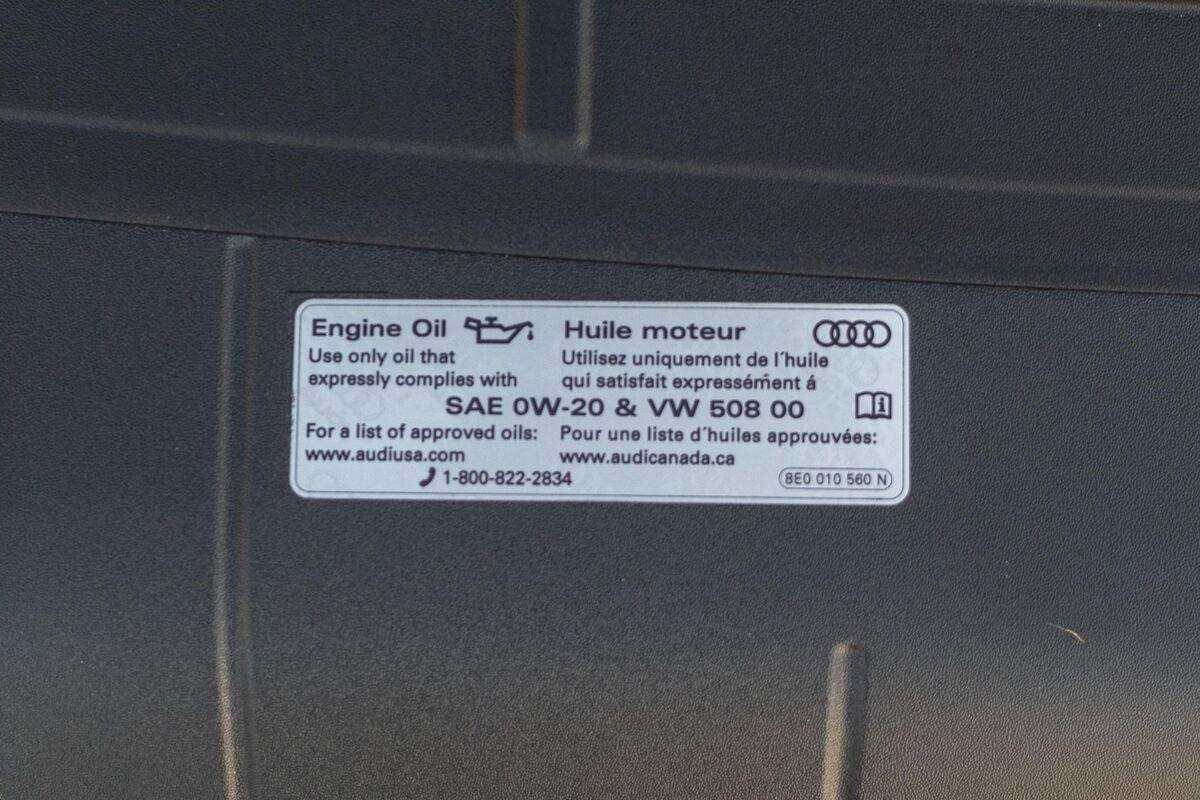 Engine Oil Huile moteur
Use only oil that Utilisez uniquement de l´huile
expressly complies with qui satisfait expressément á
SAE 0W-20 & VW 508 00
For a list of approved oils: Pour une liste d´huiles approuvées:
www.audiusa.com www.audicanada.ca
1-800-822-2834 8E0 010 560 N